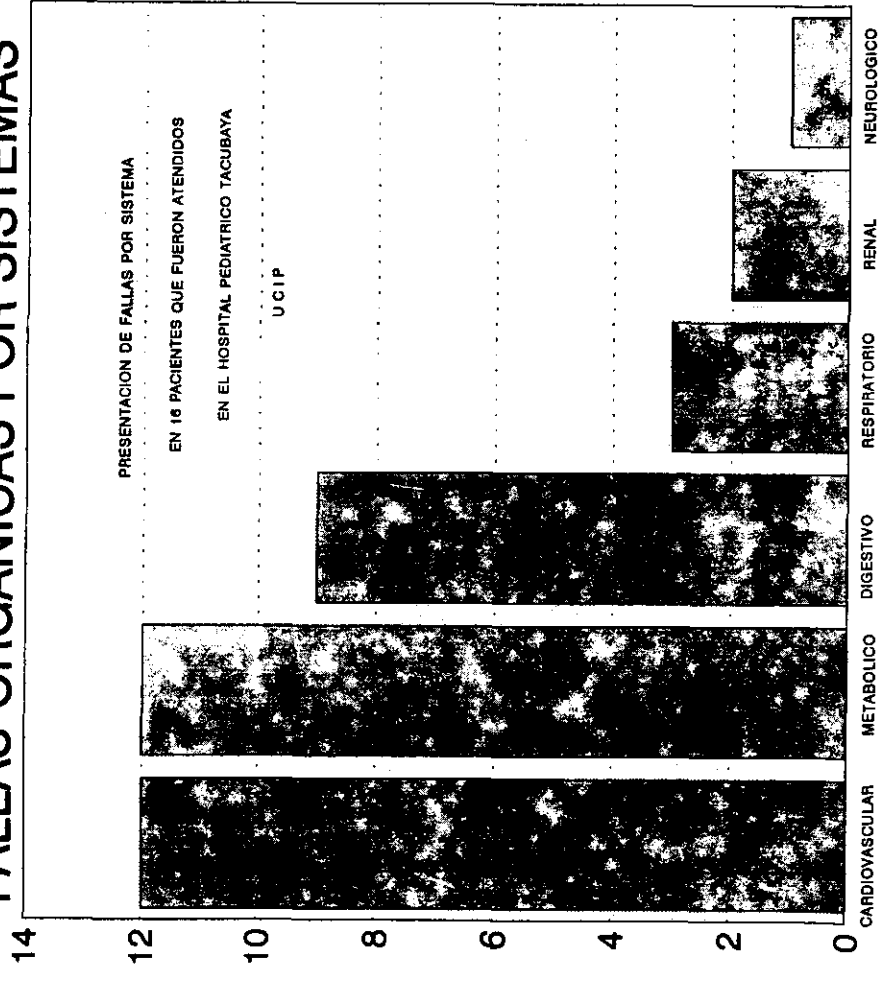 FALLAS ORGANICAS POR SISTEMAS
PRESENTACION DE FALLAS POR SISTEMA
EN 16 PACIENTES QUE FUERON ATENDIDOS
EN EL HOSPITAL PEDIATRICO TACUBAYA
UCIP
14
12
10
8
6
4
2
0
CARDIOVASCULAR
METABOLICO
DIGESTIVO
RESPIRATORIO
RENAL
NEUROLOGICO